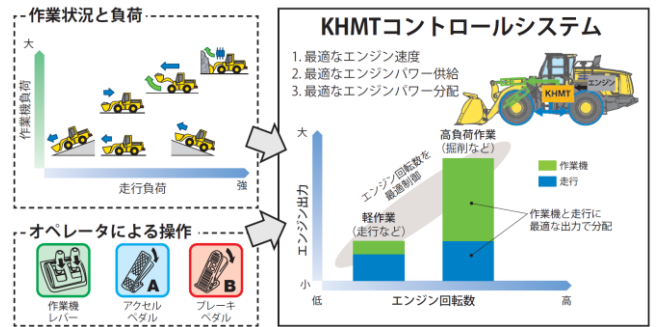 作業状況と負荷
大
作業機負荷
走行負荷
強
オペレータによる操作
作業機
レバー
A
アクセル
ペダル
B
ブレーキ
ペダル
KHMTコントロールシステム
1. 最適なエンジン速度
2. 最適なエンジンパワー供給
3. 最適なエンジンパワー分配
KHMT
エンジン
大
エンジン出力
小
低
エンジン回転数
高
エンジン回転数を
最適制御
軽作業
(走行など)
高負荷作業
(掘削など)
作業機
走行
作業機と走行に
最適な出力で分配